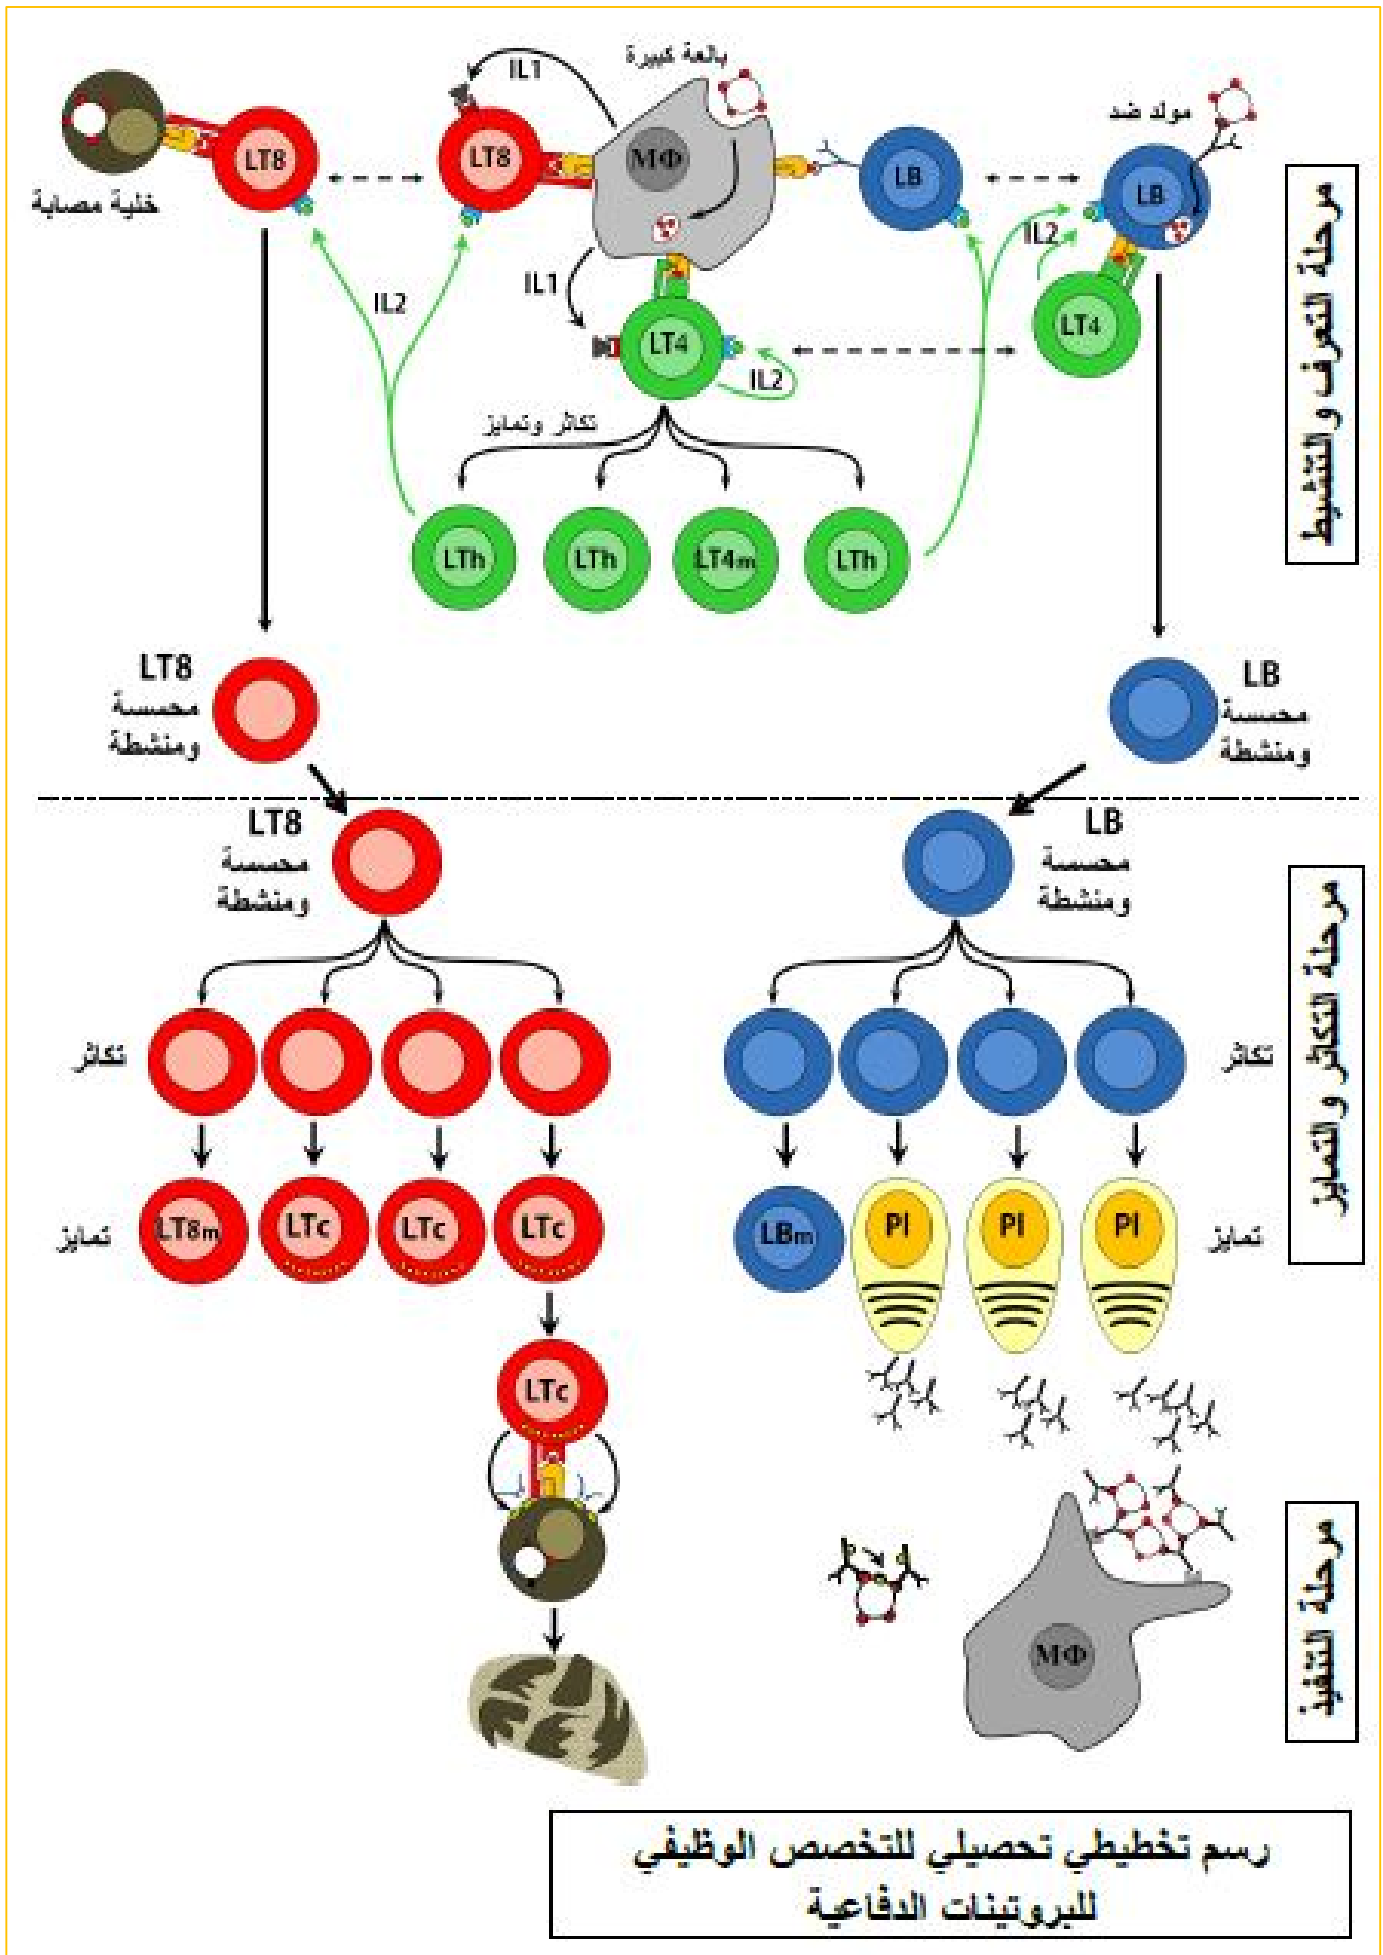 بالعة كبيرة
IL1
مولد ضد
LT8
LT8
MΦ
LB
LB
خلية مصابة
IL2
IL1
IL2
LT4
LT4
IL2
تكاثر وتمايز
LTh
LTh
LT4m
LTh
مرحلة التعرف والتنشيط
LT8
محسسة
ومنشطة
LB
محسسة
ومنشطة
LT8
محسسة
ومنشطة
LB
محسسة
ومنشطة
تكاثر
تكاثر
مرحلة التكاثر والتمايز
تمايز
LT8m
LTc
LTc
LTc
LBm
Pl
Pl
Pl
تمايز
LTc
MΦ
مرحلة التنفيذ
رسم تخطيطي تحصيلي للتخصص الوظيفي
للبروتينات الدفاعية